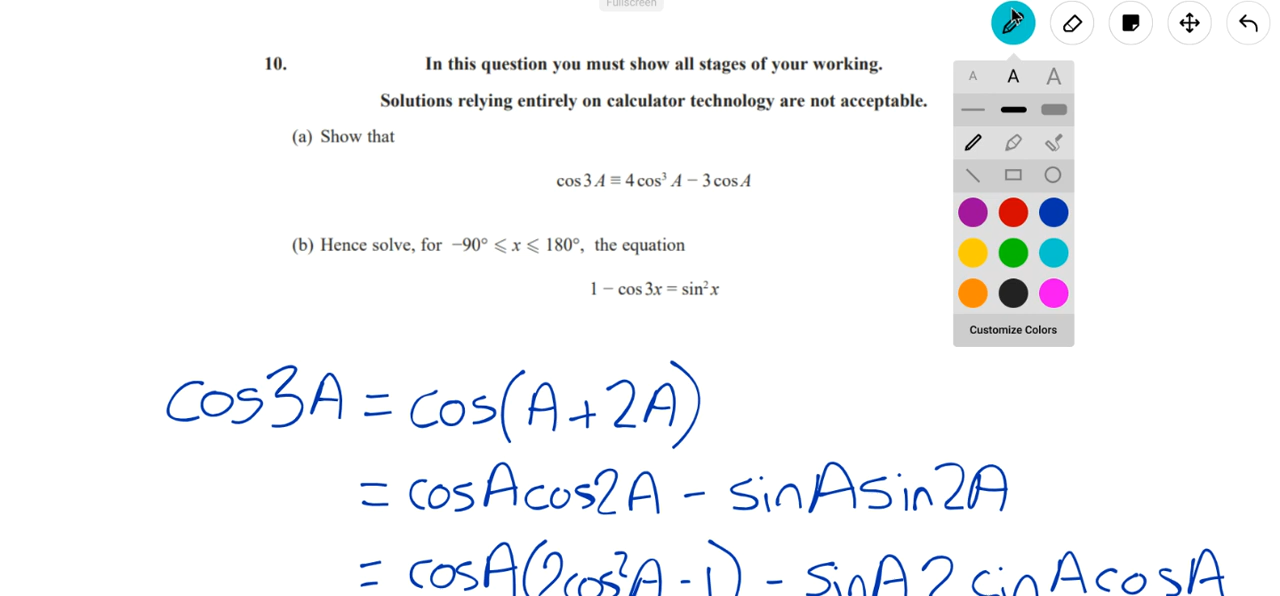 Fullscreen
10. In this question you must show all stages of your working.
Solutions relying entirely on calculator technology are not acceptable.
(a) Show that
cos 3A ≡ 4 cos³ A − 3 cos A
(b) Hence solve, for −90° ⩽ x ⩽ 180°, the equation
1 − cos 3x = sin² x
A A A
Customize Colors
cos3A = cos(A+2A)
= cosAcos2A - sinAsin2A
= cosA(2cos²A-1) - sinA2sinAcosA